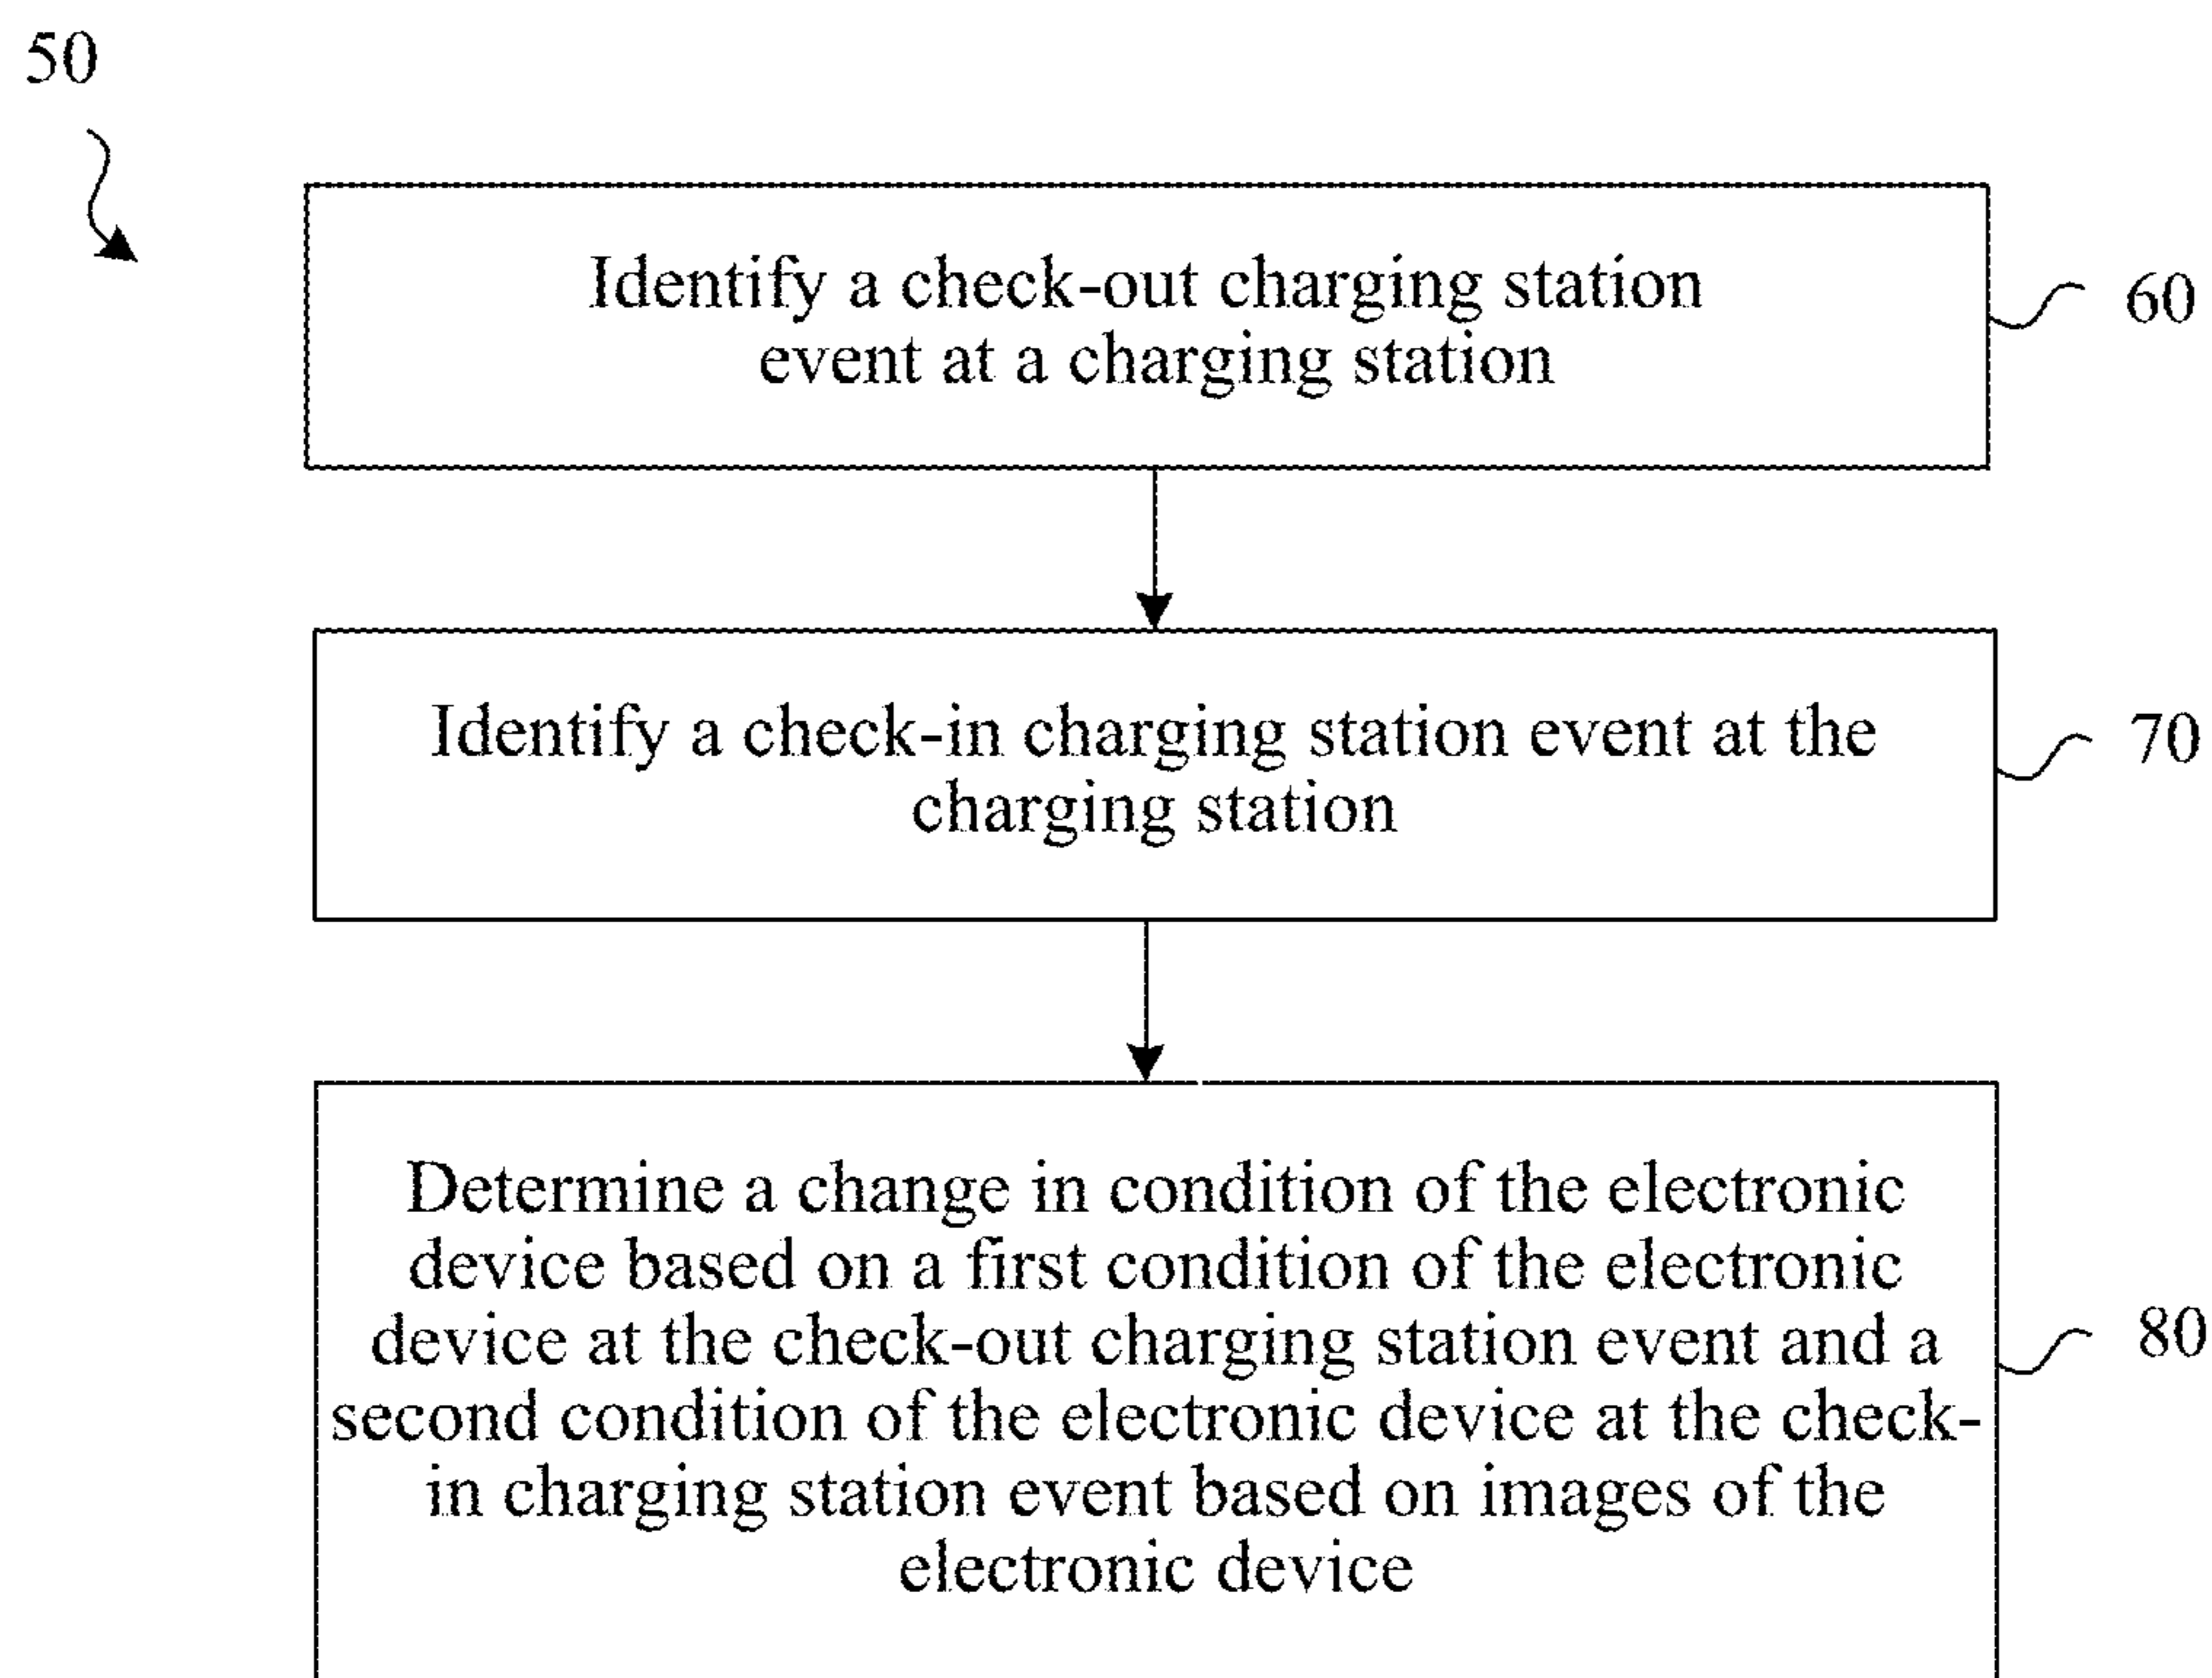 50
Identify a check-out charging station
event at a charging station
60
Identify a check-in charging station event at the
charging station
70
Determine a change in condition of the electronic
device based on a first condition of the electronic
device at the check-out charging station event and a
second condition of the electronic device at the check-
in charging station event based on images of the
electronic device
80